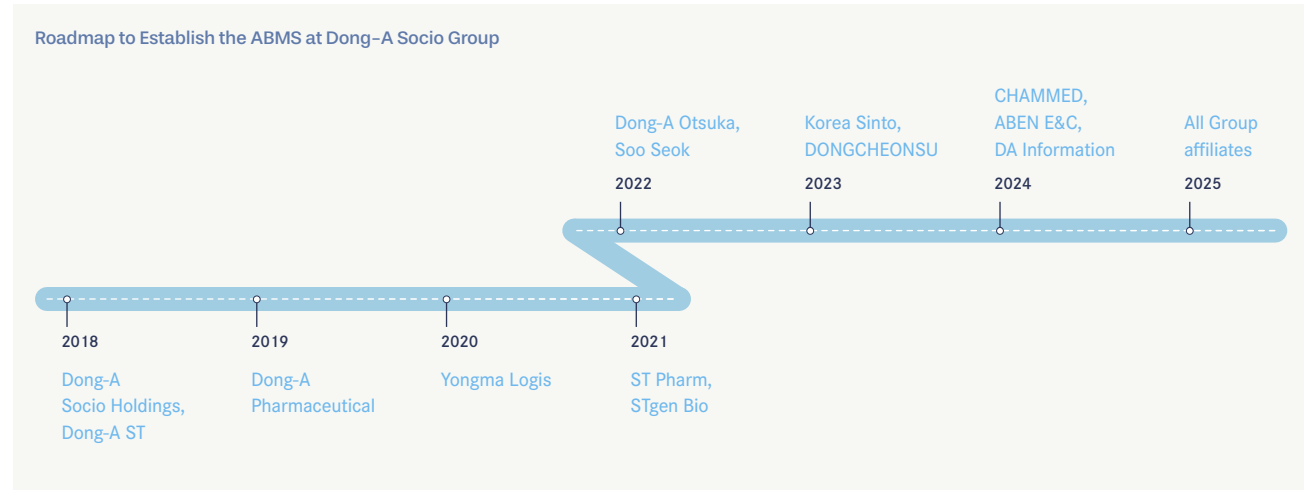 Roadmap to Establish the ABMS at Dong-A Socio Group
2018
Dong-A
Socio Holdings,
Dong-A ST
2019
Dong-A
Pharmaceutical
2020
Yongma Logis
2021
ST Pharm,
STgen Bio
Dong-A Otsuka,
Soo Seok
2022
Korea Sinto,
DONGCHEONSU
2023
CHAMMED,
ABEN E&C,
DA Information
2024
All Group
affiliates
2025